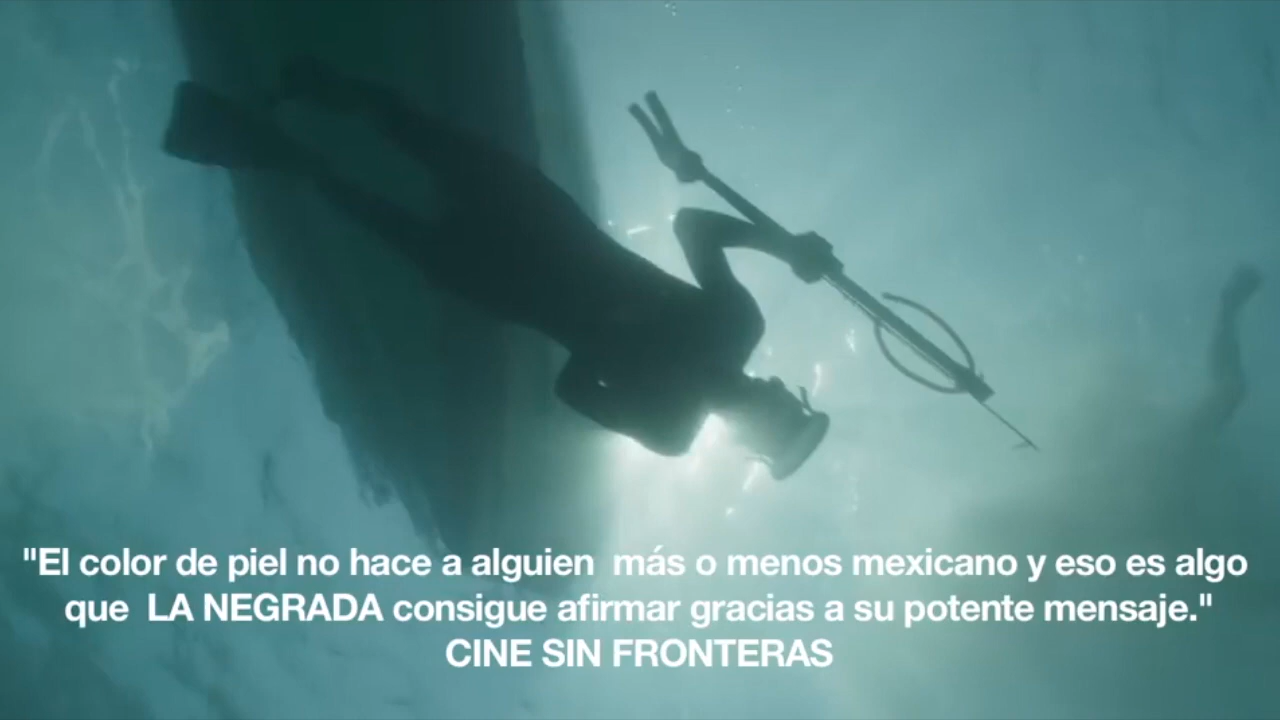 "El color de piel no hace a alguien  más o menos mexicano y eso es algo
que  LA NEGRADA consigue afirmar gracias a su potente mensaje."
CINE SIN FRONTERAS